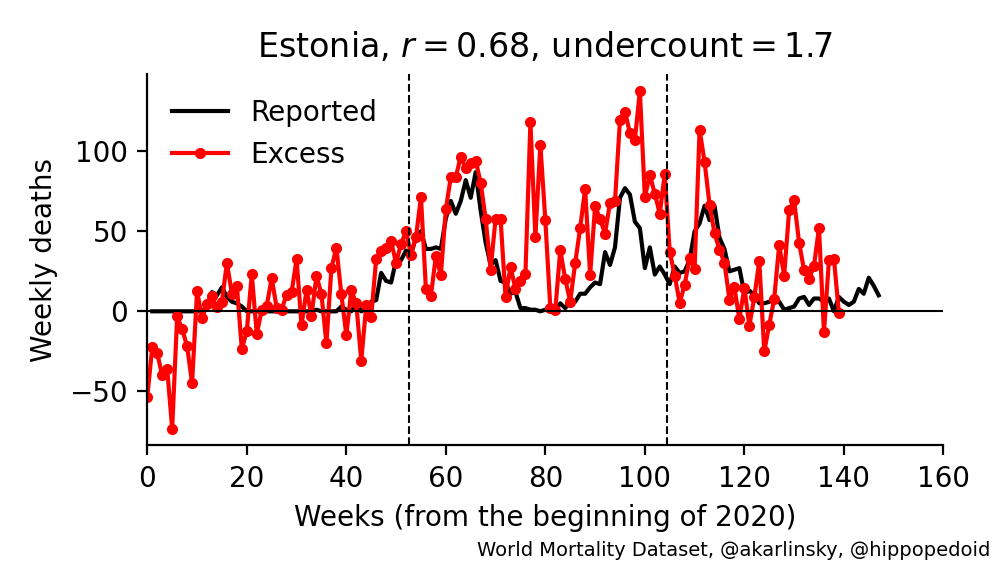 Estonia, r = 0.68, undercount = 1.7
Reported
Excess
Weekly deaths
100
50
0
−50
0 20 40 60 80 100 120 140 160
Weeks (from the beginning of 2020)
World Mortality Dataset, @akarlinsky, @hippopedoid